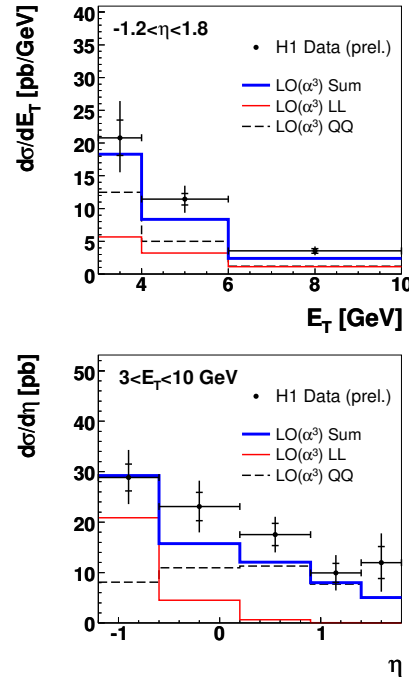 dσ/dE_T [pb/GeV]
40
35
30
25
20
15
10
5
0
-1.2<η<1.8
H1 Data (prel.)
LO(α³) Sum
LO(α³) LL
LO(α³) QQ
4 6 8 10
E_T [GeV]
dσ/dη [pb]
50
40
30
20
10
0
3<E_T<10 GeV
H1 Data (prel.)
LO(α³) Sum
LO(α³) LL
LO(α³) QQ
-1 0 1
η